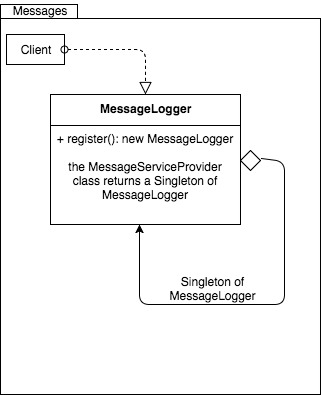 Messages
Client
MessageLogger
+ register(): new MessageLogger
the MessageServiceProvider
class returns a Singleton of
MessageLogger
Singleton of
MessageLogger